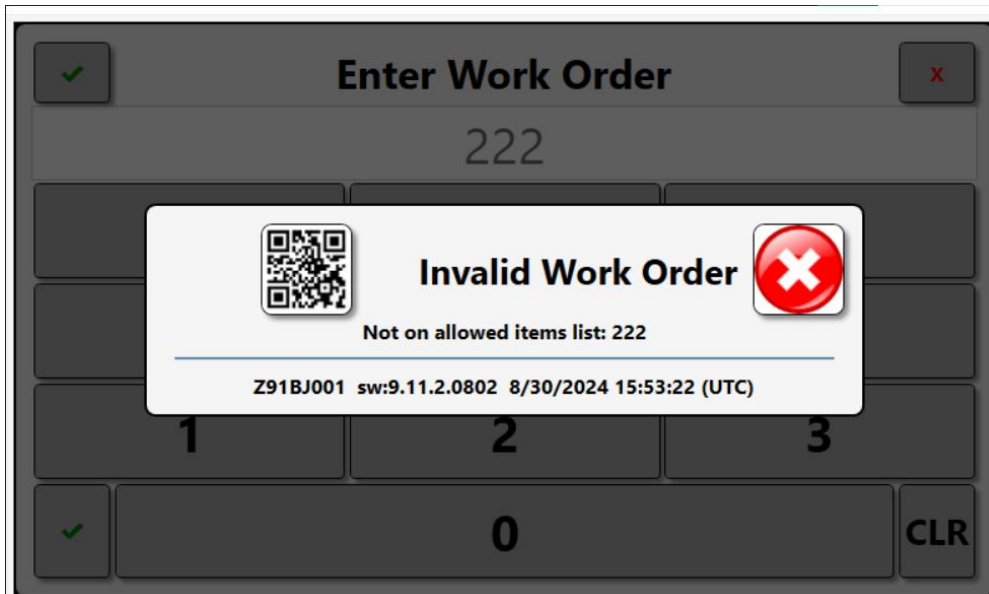 Enter Work Order
X
222
Invalid Work Order
Not on allowed items list: 222
Z91BJ001 sw:9.11.2.0802 8/30/2024 15:53:22 (UTC)
1 2 3
0 CLR